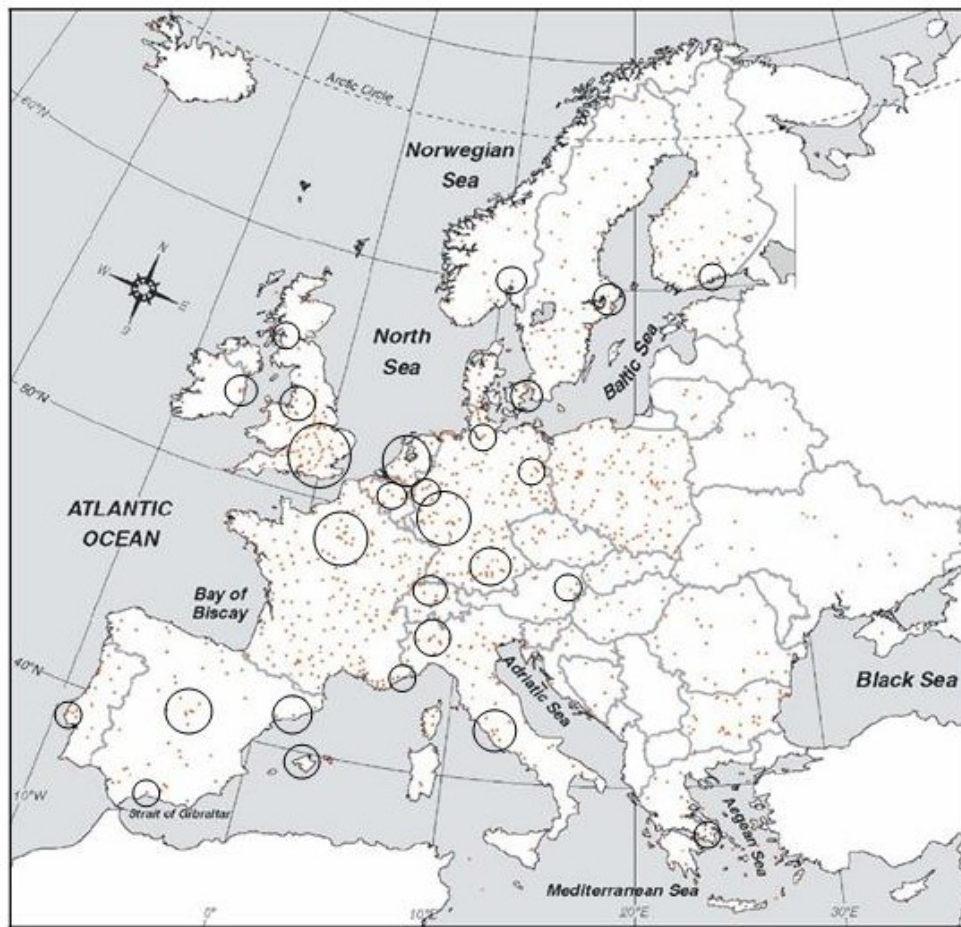 Arctic Circle
60°N
Norwegian
Sea
N
W
E
S
North
Sea
Baltic Sea
50°N
ATLANTIC
OCEAN
Bay of
Biscay
40°N
Adriatic Sea
Black Sea
10°W
Strait of Gibraltar
Aegean Sea
Mediterranean Sea
0°
10°E
20°E
30°E